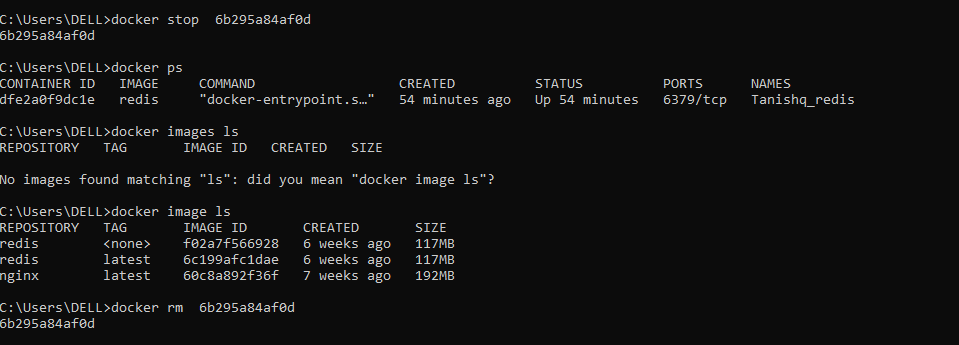 C:\Users\DELL>docker stop  6b295a84af0d
6b295a84af0d
C:\Users\DELL>docker ps
CONTAINER ID   IMAGE     COMMAND                  CREATED          STATUS          PORTS      NAMES
dfe2a0f9dc1e   redis     "docker-entrypoint.s…"   54 minutes ago   Up 54 minutes   6379/tcp   Tanishq_redis
C:\Users\DELL>docker images ls
REPOSITORY   TAG       IMAGE ID   CREATED   SIZE
No images found matching "ls": did you mean "docker image ls"?
C:\Users\DELL>docker image ls
REPOSITORY   TAG       IMAGE ID       CREATED       SIZE
redis        <none>    f02a7f566928   6 weeks ago   117MB
redis        latest    6c199afc1dae   6 weeks ago   117MB
nginx        latest    60c8a892f36f   7 weeks ago   192MB
C:\Users\DELL>docker rm  6b295a84af0d
6b295a84af0d